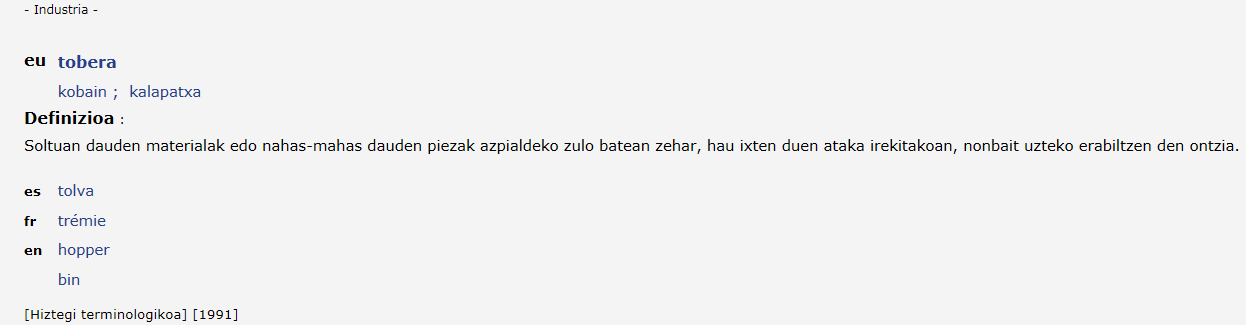 - Industria -
eu tobera
kobain ; kalapatxa
Definizioa :
Soltuan dauden materialak edo nahas-mahas dauden piezak azpialdeko zulo batean zehar, hau ixten duen ataka irekitakoan, nonbait uzteko erabiltzen den ontzia.
es tolva
fr trémie
en hopper
bin
[Hiztegi terminologikoa] [1991]